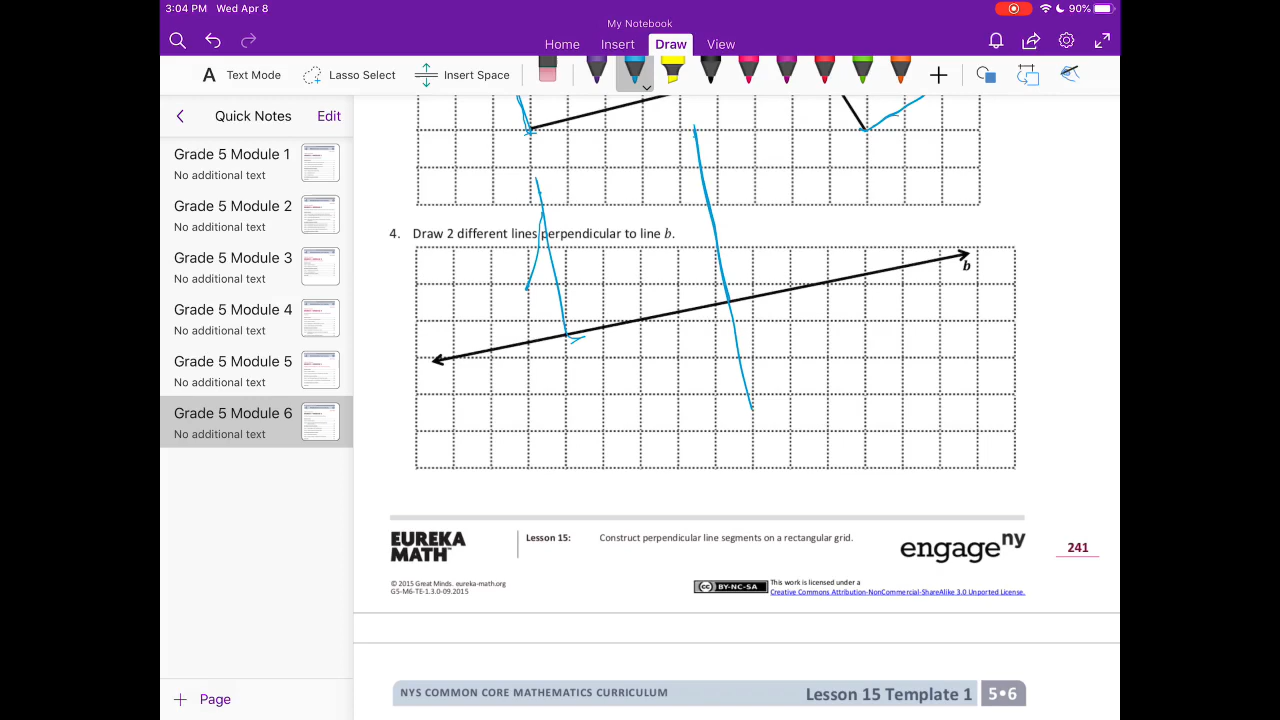 3:04 PM Wed Apr 8
90%
My Notebook
Home Insert Draw View
Text Mode Lasso Select Insert Space
Quick Notes Edit
Grade 5 Module 1
No additional text
Grade 5 Module 2
No additional text
Grade 5 Module 3
No additional text
Grade 5 Module 4
No additional text
Grade 5 Module 5
No additional text
Grade 5 Module 6
No additional text
Page
4. Draw 2 different lines perpendicular to line b.
b
EUREKA
MATH™
Lesson 15: Construct perpendicular line segments on a rectangular grid.
engageny
241
© 2015 Great Minds. eureka-math.org
G5-M6-TE-1.3.0-09.2015
cc BY-NC-SA
This work is licensed under a
Creative Commons Attribution-NonCommercial-ShareAlike 3.0 Unported License.
NYS COMMON CORE MATHEMATICS CURRICULUM
Lesson 15 Template 1 5•6